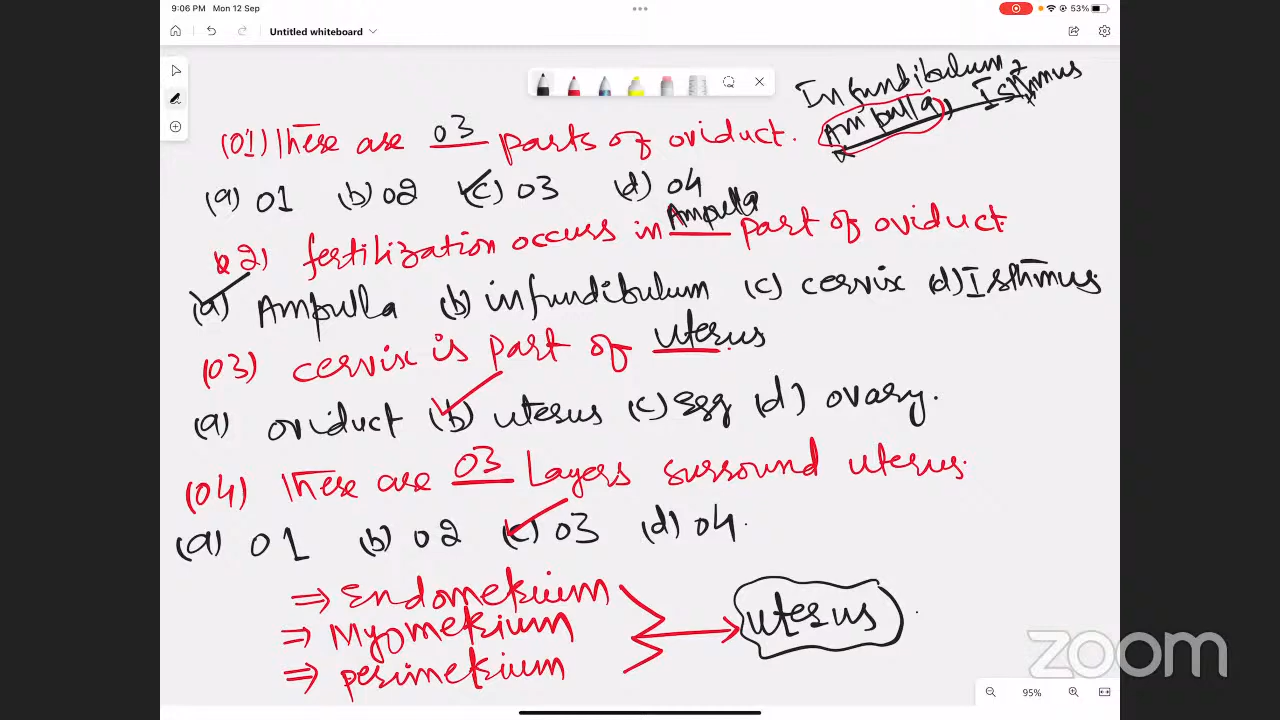 9:06 PM Mon 12 Sep
53%
Untitled whiteboard
Infundibulum,
Ampulla, Isthmus
(01) There are 03 parts of oviduct.
(a) 01 (b) 02 (c) 03 (d) 04
02) fertilization occurs in Ampulla part of oviduct.
(a) Ampulla (b) infundibulum (c) cervix (d) Isthmus.
(03) cervix is part of uterus
(a) oviduct (b) uterus (c) egg (d) ovary.
(04) There are 03 Layers surround uterus.
(a) 01 (b) 02 (c) 03 (d) 04.
⇒ Endometrium
⇒ Myometrium
⇒ perimetrium
uterus
zoom
95%